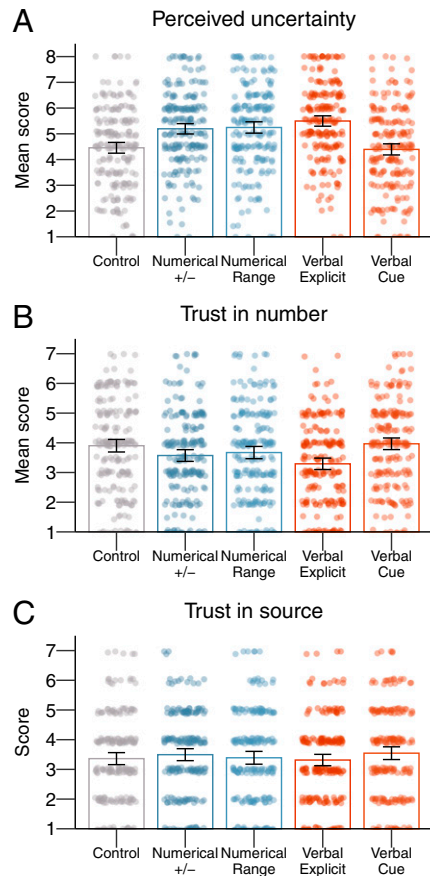 A
Perceived uncertainty
Mean score
8
7
6
5
4
3
2
1
Control
Numerical
+/−
Numerical
Range
Verbal
Explicit
Verbal
Cue
B
Trust in number
Mean score
7
6
5
4
3
2
1
Control
Numerical
+/−
Numerical
Range
Verbal
Explicit
Verbal
Cue
C
Trust in source
Score
7
6
5
4
3
2
1
Control
Numerical
+/−
Numerical
Range
Verbal
Explicit
Verbal
Cue